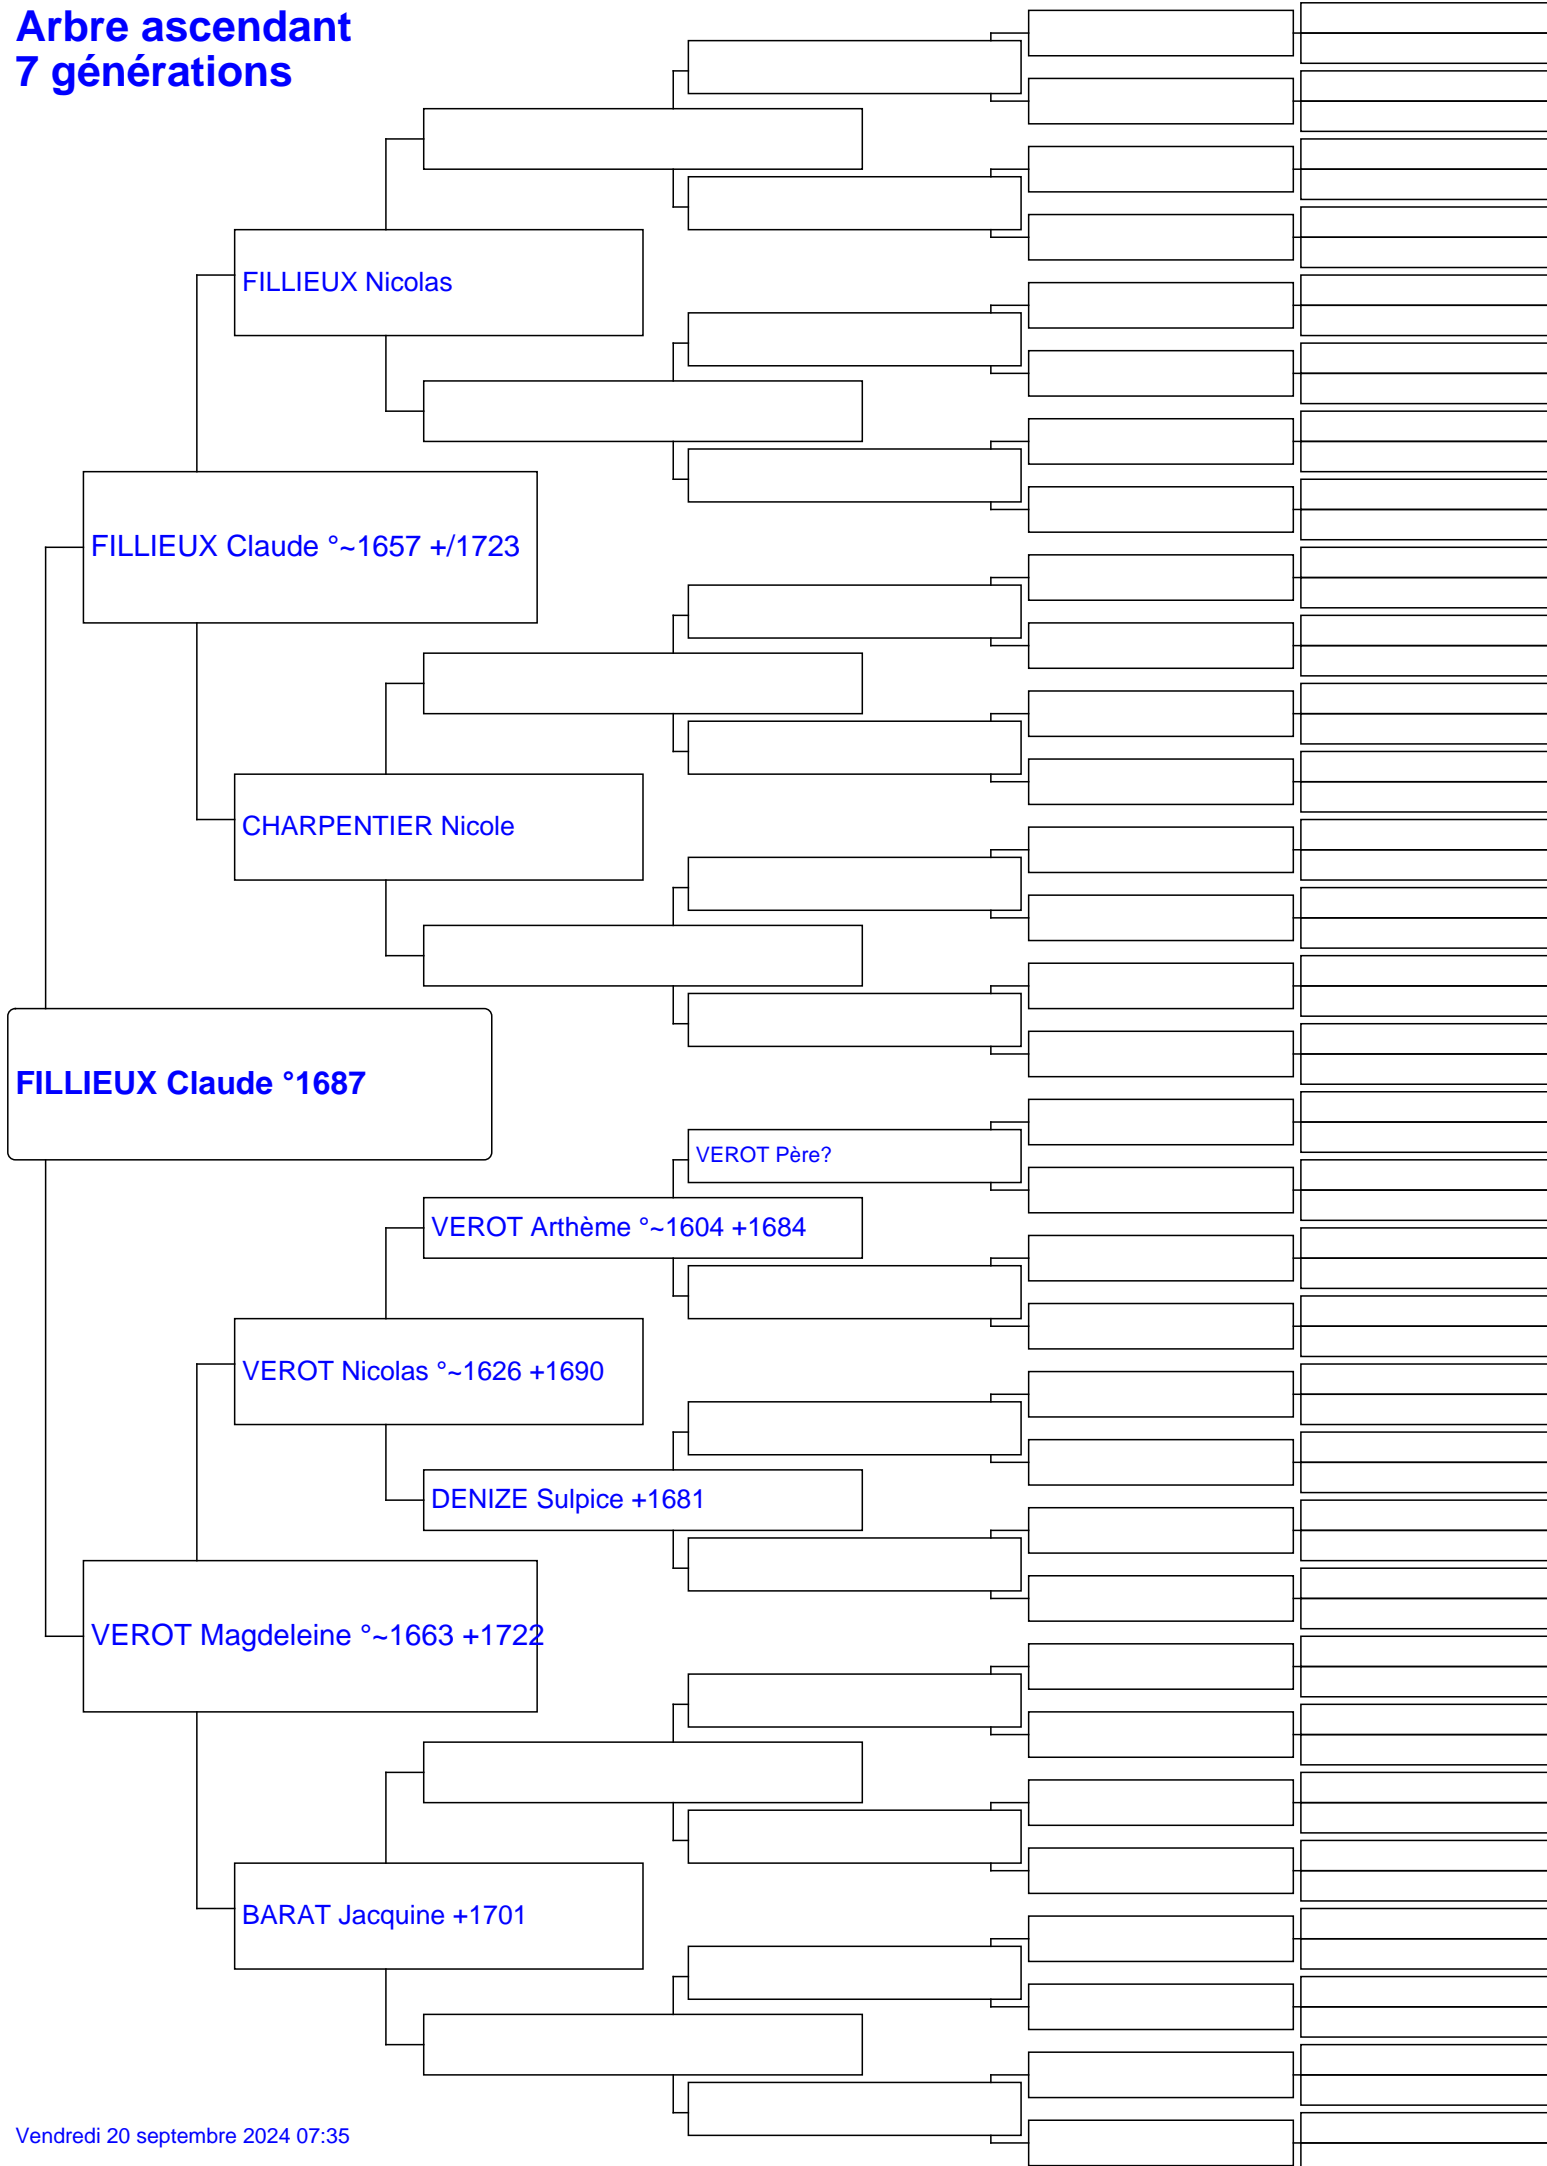 Arbre ascendant
7 générations
FILLIEUX Nicolas
FILLIEUX Claude °~1657 +/1723
CHARPENTIER Nicole
FILLIEUX Claude °1687
VEROT Père?
VEROT Arthème °~1604 +1684
VEROT Nicolas °~1626 +1690
DENIZE Sulpice +1681
VEROT Magdeleine °~1663 +1722
BARAT Jacquine +1701
Vendredi 20 septembre 2024 07:35